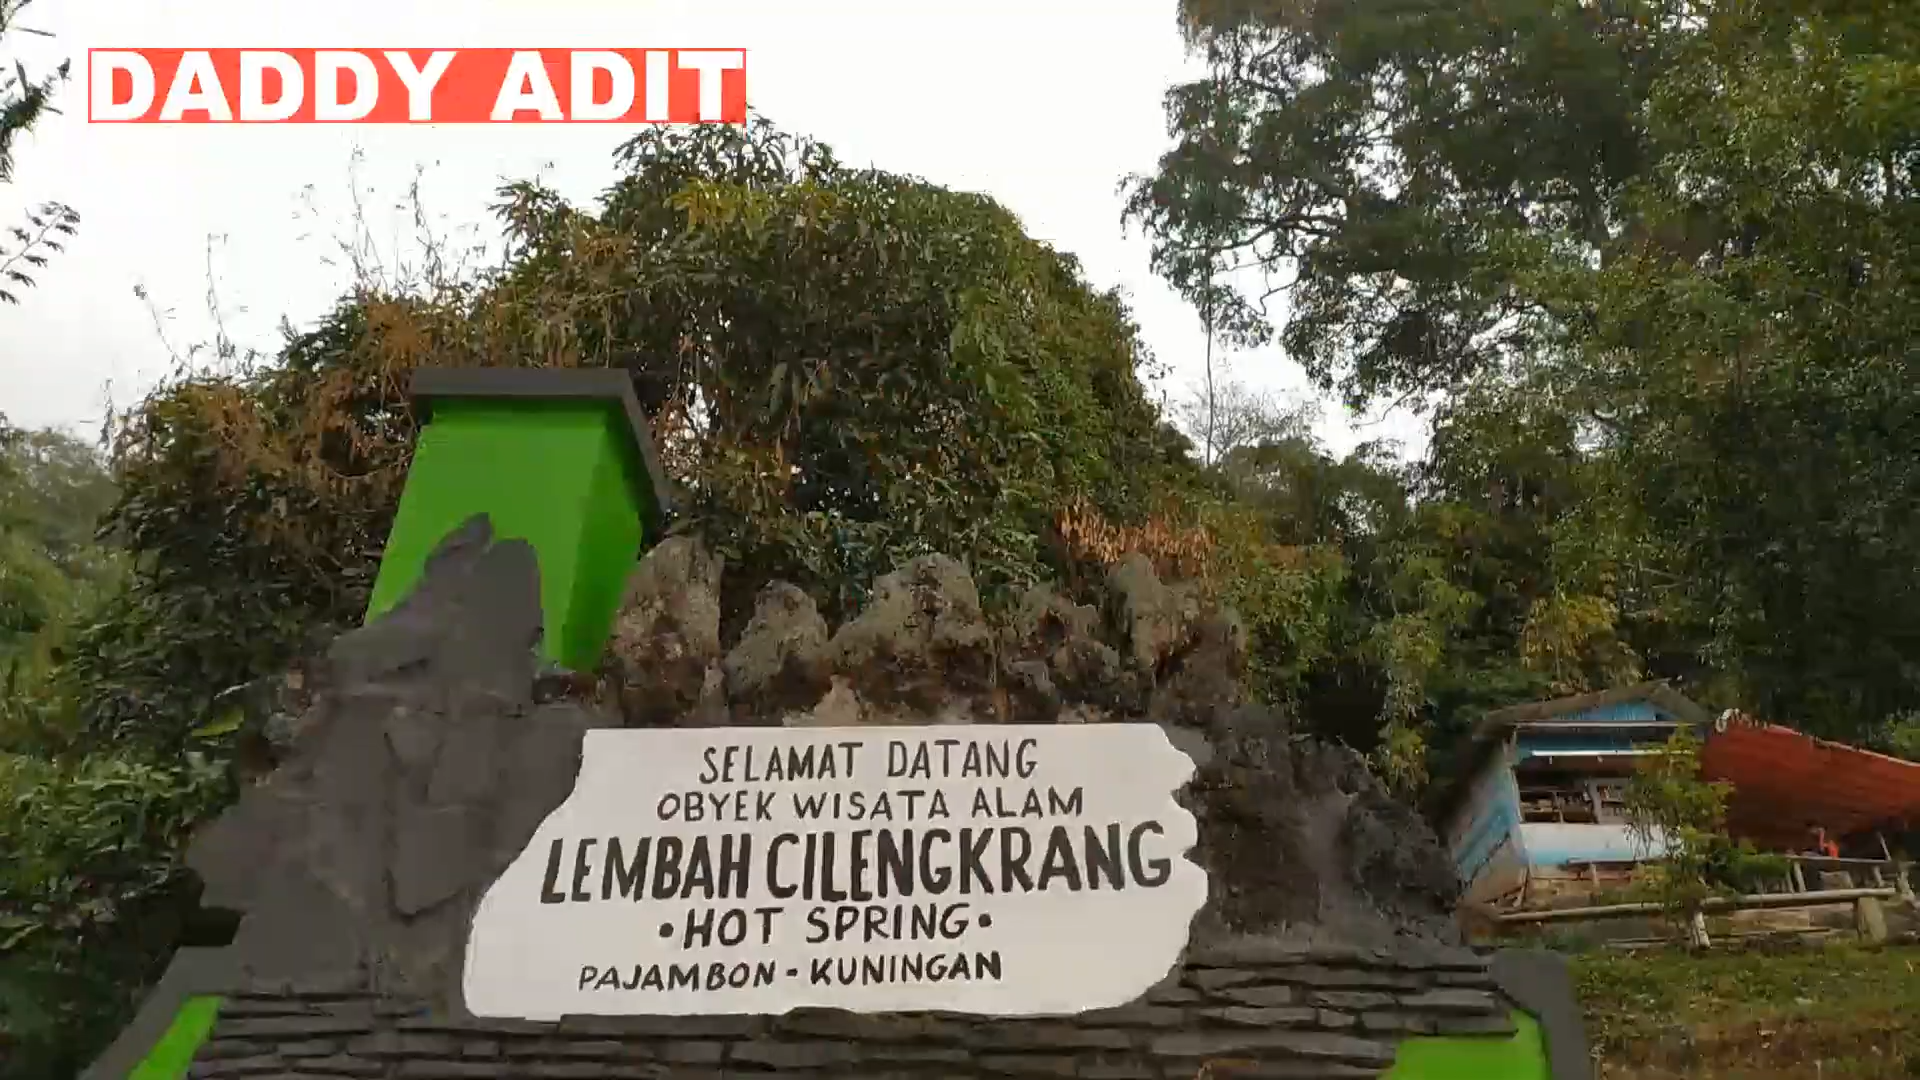 DADDY ADIT
SELAMAT DATANG
OBYEK WISATA ALAM
LEMBAH CILENGKRANG
•HOT SPRING•
PAJAMBON - KUNINGAN